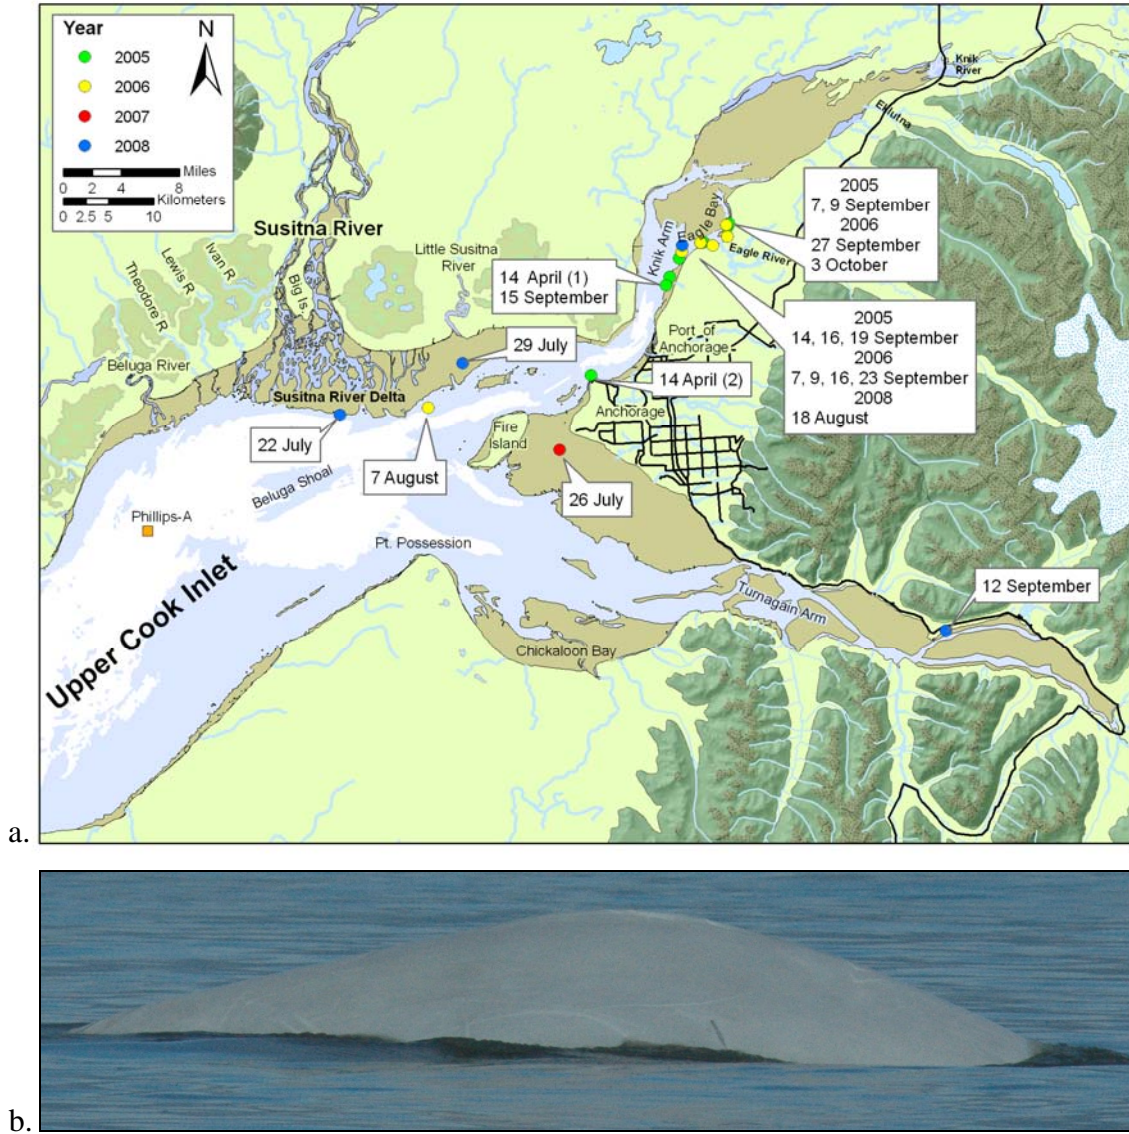 Year
N
2005
2006
2007
2008
Miles
0 2 4 8
Kilometers
0 2.5 5 10
Knik
River
Eklutna
2005
7, 9 September
2006
27 September
3 October
Eagle Bay
Eagle River
Knik Arm
Susitna River
Little Susitna
River
Ivan R
Lewis R
Theodore R
Big Is.
14 April (1)
15 September
2005
14, 16, 19 September
2006
7, 9, 16, 23 September
2008
18 August
Port of
Anchorage
29 July
Beluga River
14 April (2)
Susitna River Delta
Anchorage
22 July
Fire
Island
7 August
26 July
Beluga Shoal
Phillips-A
Pt. Possession
Upper Cook Inlet
12 September
Turnagain Arm
Chickaloon Bay
a.
b.